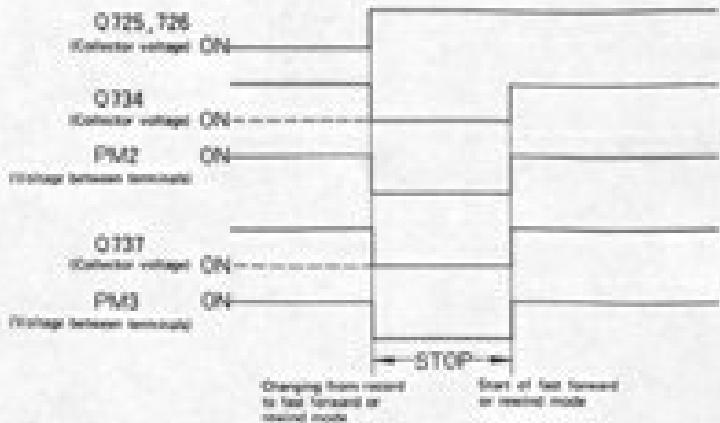 Q725, 726
(Collector voltage) ON
Q734
(Collector voltage) ON
PM2 ON
(Voltage between terminals)
Q737
(Collector voltage) ON
PM3 ON
(Voltage between terminals)
STOP
Changing from record
to fast forward or
rewind mode
Start of fast forward
or rewind mode